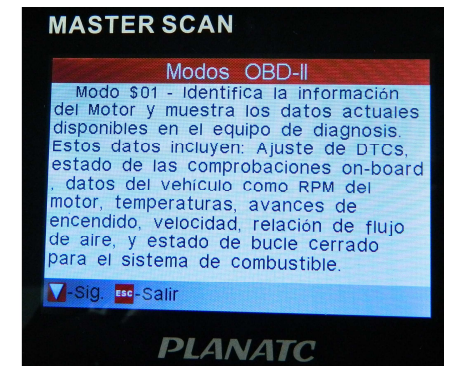 MASTER SCAN
Modos OBD-II
Modo $01 - Identifica la información
del Motor y muestra los datos actuales
disponibles en el equipo de diagnosis.
Estos datos incluyen: Ajuste de DTCs,
estado de las comprobaciones on-board
, datos del vehículo como RPM del
motor, temperaturas, avances de
encendido, velocidad, relación de flujo
de aire, y estado de bucle cerrado
para el sistema de combustible.
-Sig. ESC-Salir
PLANATC